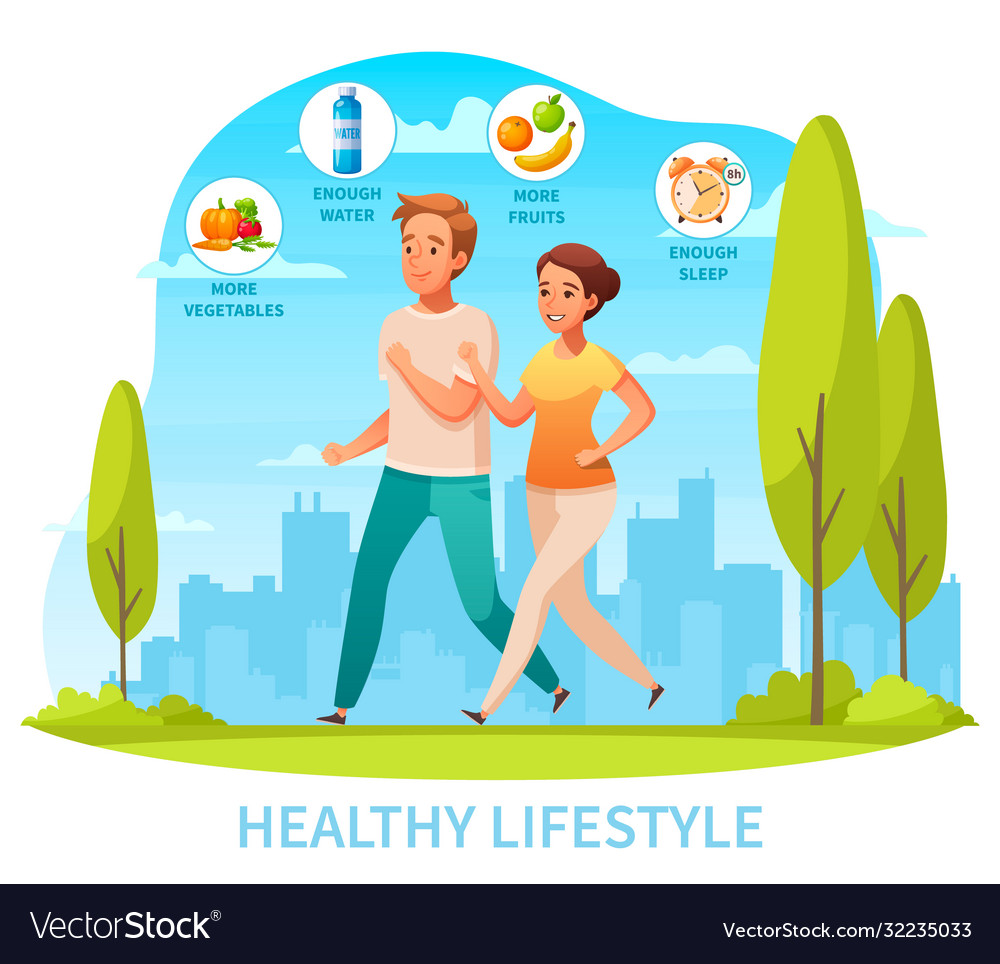 WATER
ENOUGH
WATER
MORE
FRUITS
8h
ENOUGH
SLEEP
MORE
VEGETABLES
HEALTHY LIFESTYLE
VectorStock®
VectorStock.com/32235033